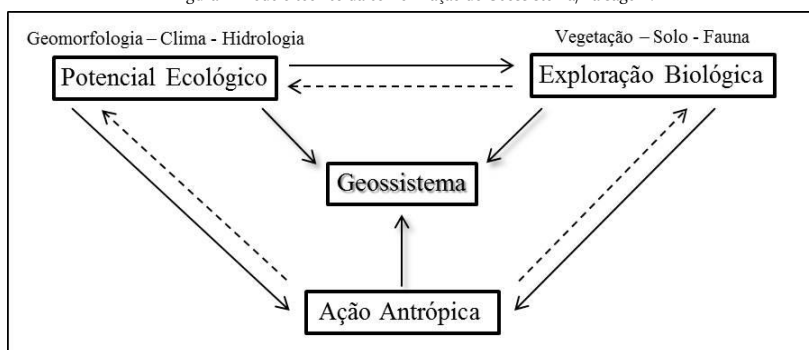 Geomorfologia – Clima - Hidrologia
Vegetação – Solo - Fauna
Potencial Ecológico
Exploração Biológica
Geossistema
Ação Antrópica